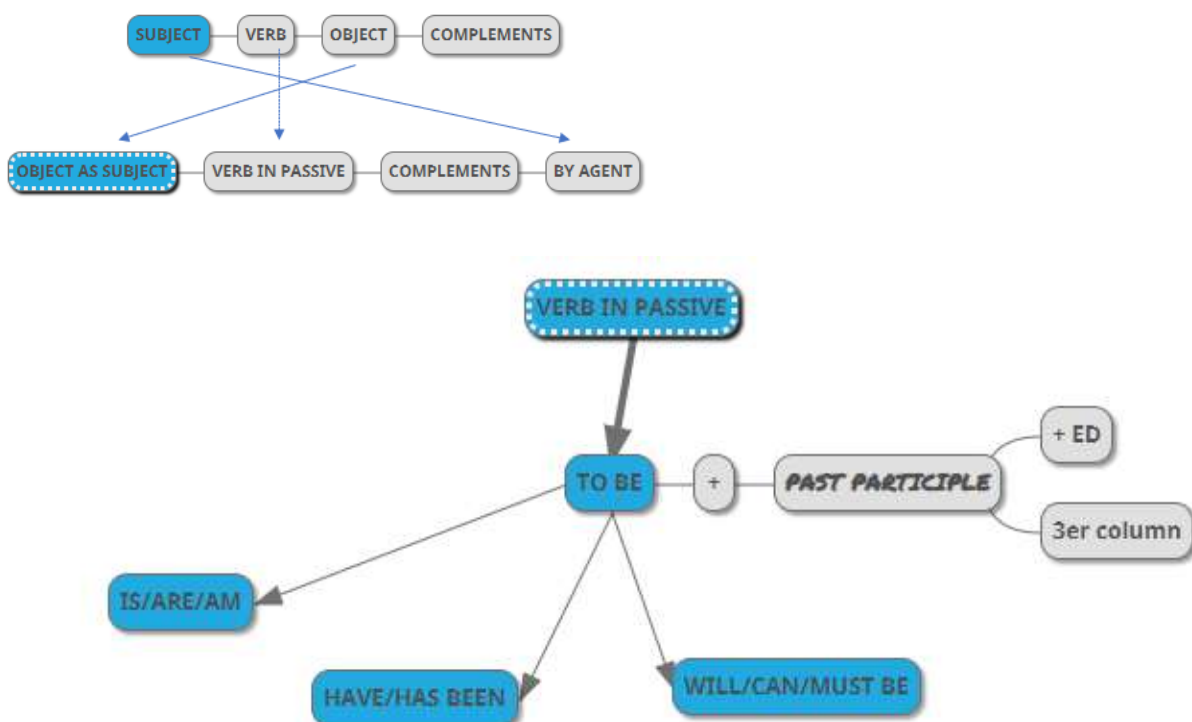 SUBJECT VERB OBJECT COMPLEMENTS
OBJECT AS SUBJECT VERB IN PASSIVE COMPLEMENTS BY AGENT
VERB IN PASSIVE
+ ED
TO BE + PAST PARTICIPLE
3er column
IS/ARE/AM
HAVE/HAS BEEN
WILL/CAN/MUST BE